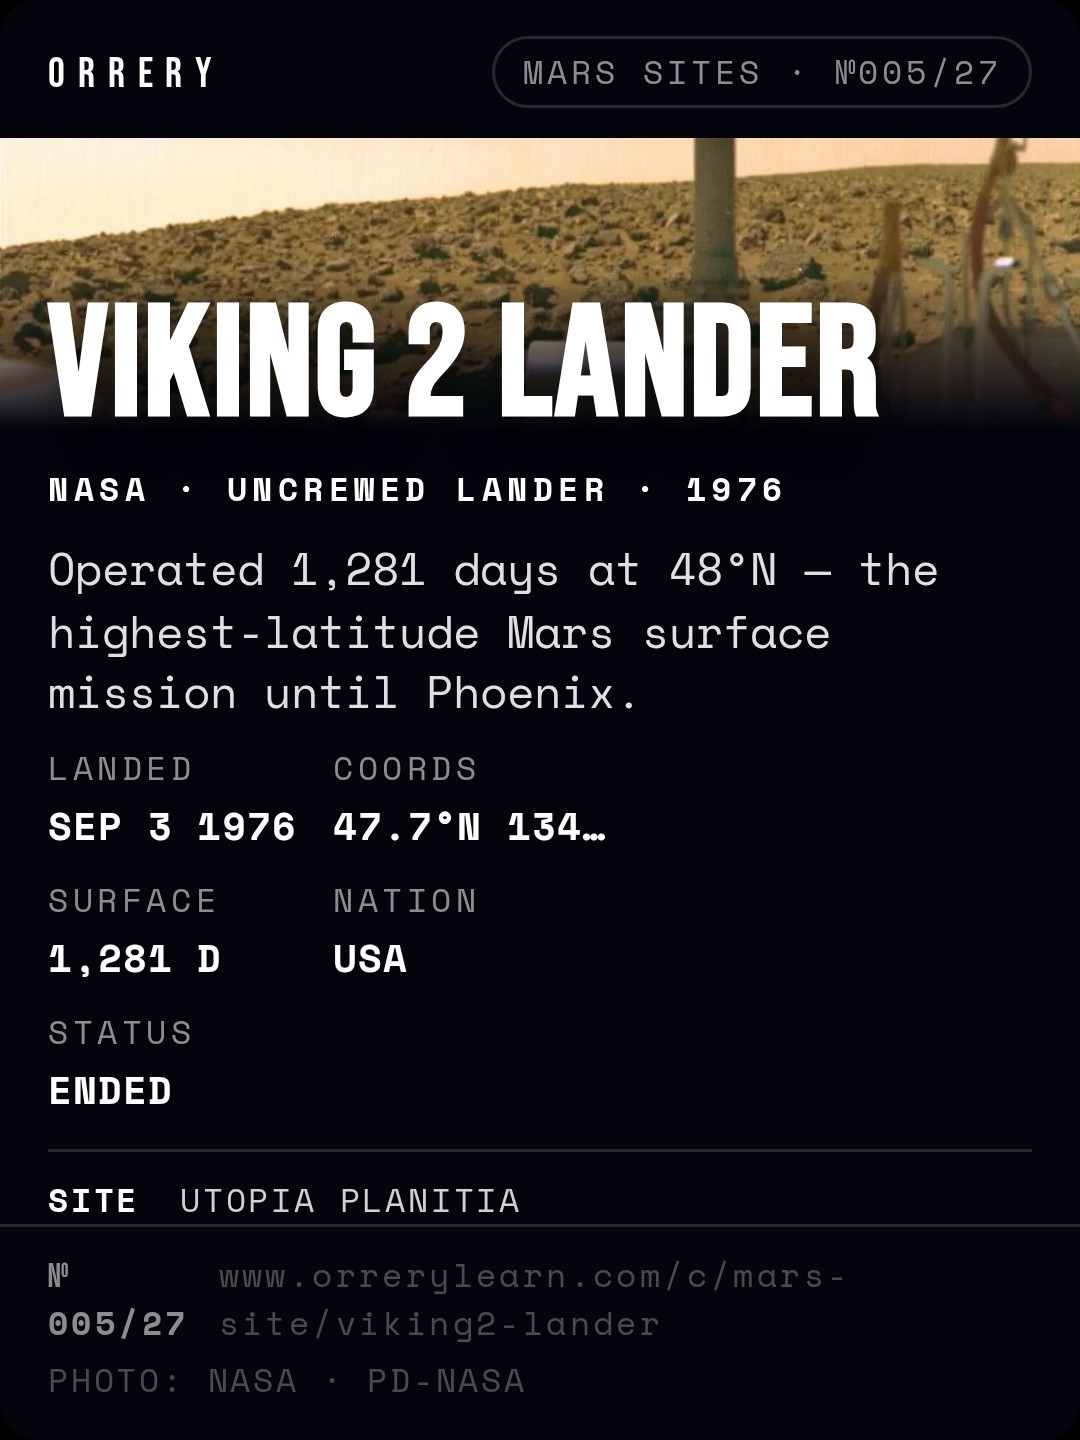 ORRERY
MARS SITES · №005/27
VIKING 2 LANDER
NASA · UNCREWED LANDER · 1976
Operated 1,281 days at 48°N — the
highest-latitude Mars surface
mission until Phoenix.
LANDED COORDS
SEP 3 1976 47.7°N 134…
SURFACE NATION
1,281 D USA
STATUS
ENDED
SITE UTOPIA PLANITIA
№ www.orrerylearn.com/c/mars-
005/27 site/viking2-lander
PHOTO: NASA · PD-NASA